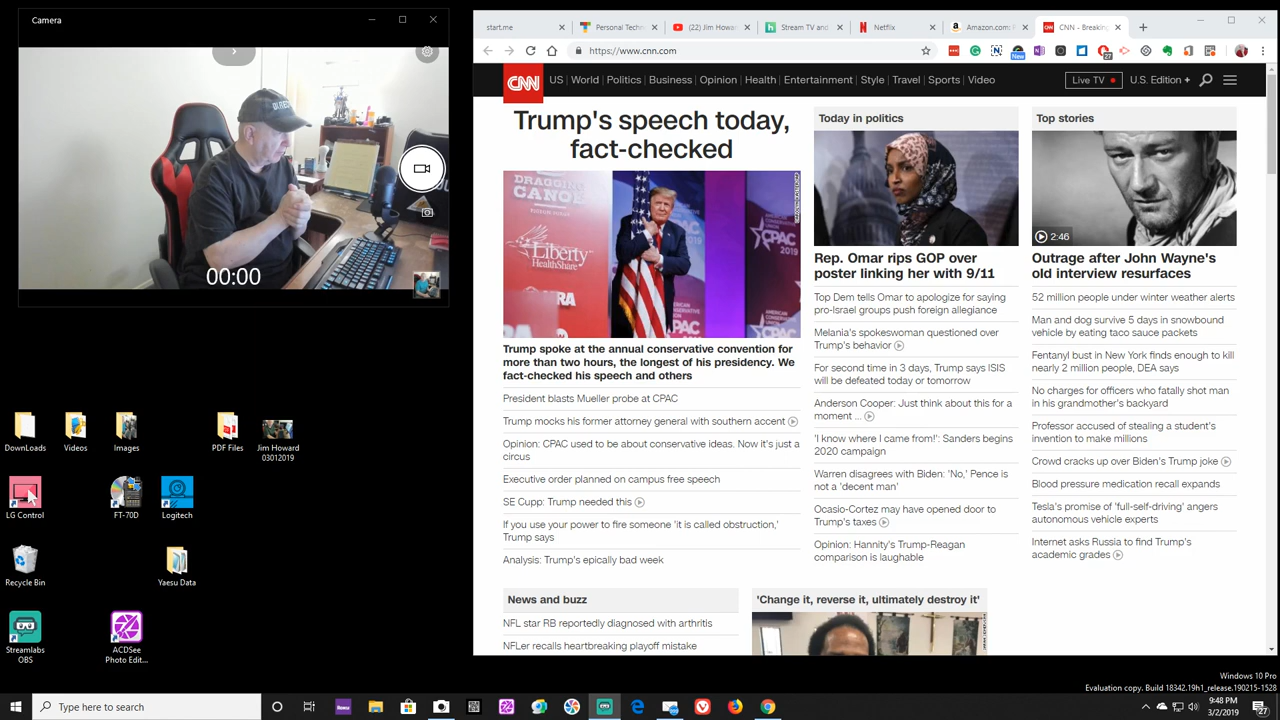 Camera
00:00
DownLoads
Videos
Images
PDF Files
Jim Howard
03012019
LG Control
FT-70D
Logitech
Recycle Bin
Yaesu Data
Streamlabs
OBS
ACDSee
Photo Edit...
start.me
Personal Techn
(22) Jim Howar
Stream TV and
Netflix
Amazon.com:
CNN - Breakin
https://www.cnn.com
New
27
CNN
US
World
Politics
Business
Opinion
Health
Entertainment
Style
Travel
Sports
Video
Live TV
U.S. Edition +
Trump's speech today,
fact-checked
DRAGGING
CANOE
Liberty
HealthShare
CPAC
Trump spoke at the annual conservative convention for
more than two hours, the longest of his presidency. We
fact-checked his speech and others
President blasts Mueller probe at CPAC
Trump mocks his former attorney general with southern accent
Opinion: CPAC used to be about conservative ideas. Now it's just a
circus
Executive order planned on campus free speech
SE Cupp: Trump needed this
If you use your power to fire someone 'it is called obstruction,'
Trump says
Analysis: Trump's epically bad week
Today in politics
Rep. Omar rips GOP over
poster linking her with 9/11
Top Dem tells Omar to apologize for saying
pro-Israel groups push foreign allegiance
Melania's spokeswoman questioned over
Trump's behavior
For second time in 3 days, Trump says ISIS
will be defeated today or tomorrow
Anderson Cooper: Just think about this for a
moment ...
'I know where I came from!': Sanders begins
2020 campaign
Warren disagrees with Biden: 'No,' Pence is
not a 'decent man'
Ocasio-Cortez may have opened door to
Trump's taxes
Opinion: Hannity's Trump-Reagan
comparison is laughable
Top stories
2:46
Outrage after John Wayne's
old interview resurfaces
52 million people under winter weather alerts
Man and dog survive 5 days in snowbound
vehicle by eating taco sauce packets
Fentanyl bust in New York finds enough to kill
nearly 2 million people, DEA says
No charges for officers who fatally shot man
in his grandmother's backyard
Professor accused of stealing a student's
invention to make millions
Crowd cracks up over Biden's Trump joke
Blood pressure medication recall expands
Tesla's promise of 'full-self-driving' angers
autonomous vehicle experts
Internet asks Russia to find Trump's
academic grades
News and buzz
NFL star RB reportedly diagnosed with arthritis
NFLer recalls heartbreaking playoff mistake
'Change it, reverse it, ultimately destroy it'
Windows 10 Pro
Evaluation copy. Build 18342.19h1_release.190215-1528
Type here to search
9:48 PM
3/2/2019
27